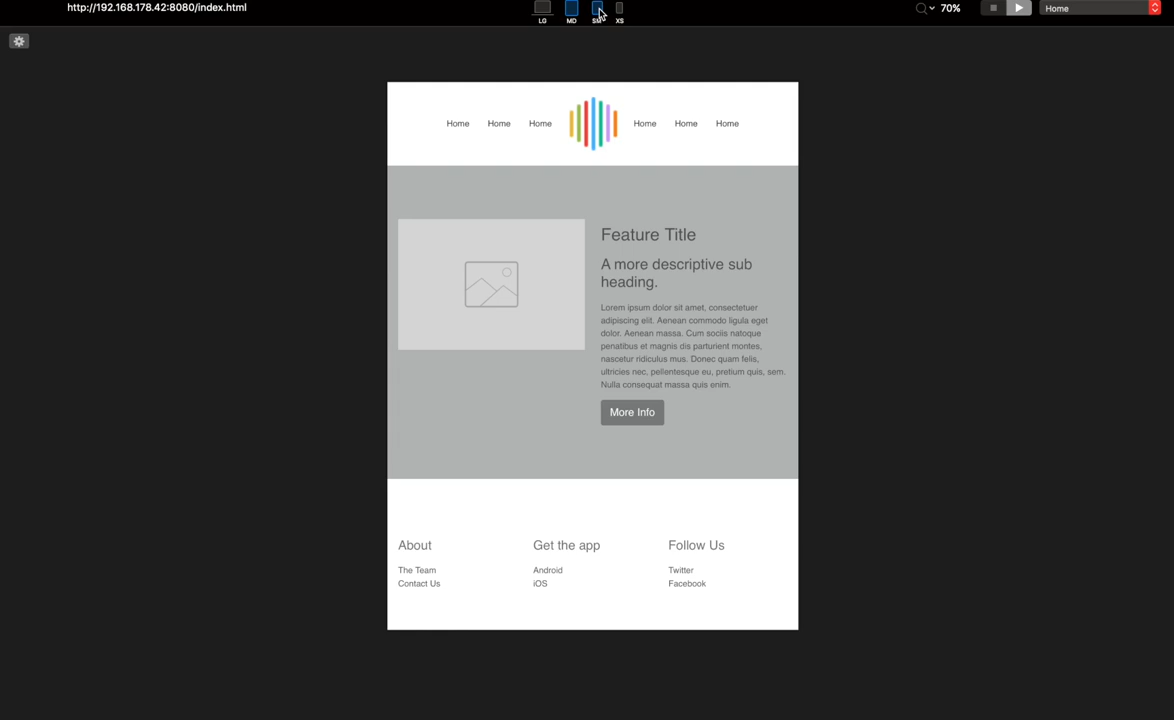 http://192.168.178.42:8080/index.html
LG MD SM XS
70%
Home
Home Home Home Home Home Home
Feature Title
A more descriptive sub
heading.
Lorem ipsum dolor sit amet, consectetuer
adipiscing elit. Aenean commodo ligula eget
dolor. Aenean massa. Cum sociis natoque
penatibus et magnis dis parturient montes,
nascetur ridiculus mus. Donec quam felis,
ultricies nec, pellentesque eu, pretium quis, sem.
Nulla consequat massa quis enim.
More Info
About
The Team
Contact Us
Get the app
Android
iOS
Follow Us
Twitter
Facebook